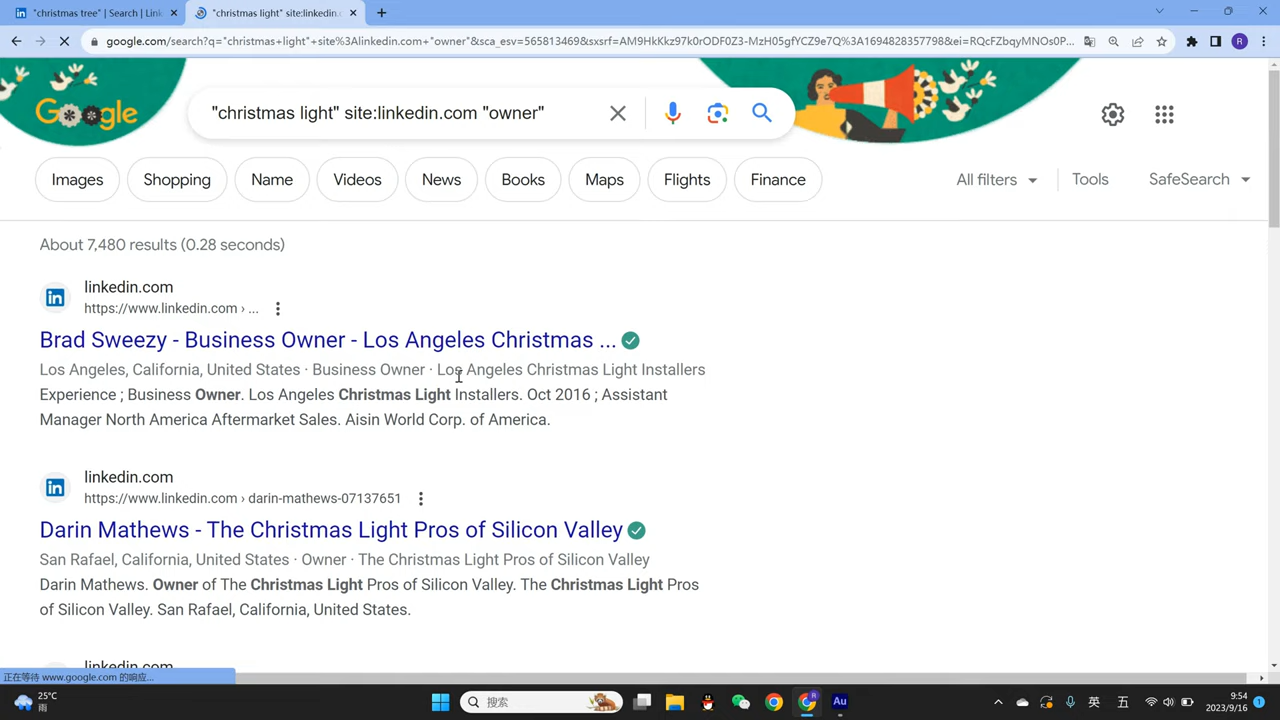 "christmas tree" | Search | Link
"christmas light" site:linkedin.
google.com/search?q="christmas+light"+site%3Alinkedin.com+"owner"&sca_esv=565813469&sxsrf=AM9HkKkz97k0rODF0Z3-MzH05gfYCZ9e7Q%3A1694828357798&ei=RQcFZbqyMNOs0P...
Google
"christmas light" site:linkedin.com "owner"
Images
Shopping
Name
Videos
News
Books
Maps
Flights
Finance
All filters
Tools
SafeSearch
About 7,480 results (0.28 seconds)
linkedin.com
https://www.linkedin.com › ...
Brad Sweezy - Business Owner - Los Angeles Christmas ...
Los Angeles, California, United States · Business Owner · Los Angeles Christmas Light Installers
Experience ; Business Owner. Los Angeles Christmas Light Installers. Oct 2016 ; Assistant
Manager North America Aftermarket Sales. Aisin World Corp. of America.
linkedin.com
https://www.linkedin.com › darin-mathews-07137651
Darin Mathews - The Christmas Light Pros of Silicon Valley
San Rafael, California, United States · Owner · The Christmas Light Pros of Silicon Valley
Darin Mathews. Owner of The Christmas Light Pros of Silicon Valley. The Christmas Light Pros
of Silicon Valley. San Rafael, California, United States.
linkedin.com
正在等待 www.google.com 的响应...
25°C
雨
搜索
Au
英
五
9:54
2023/9/16